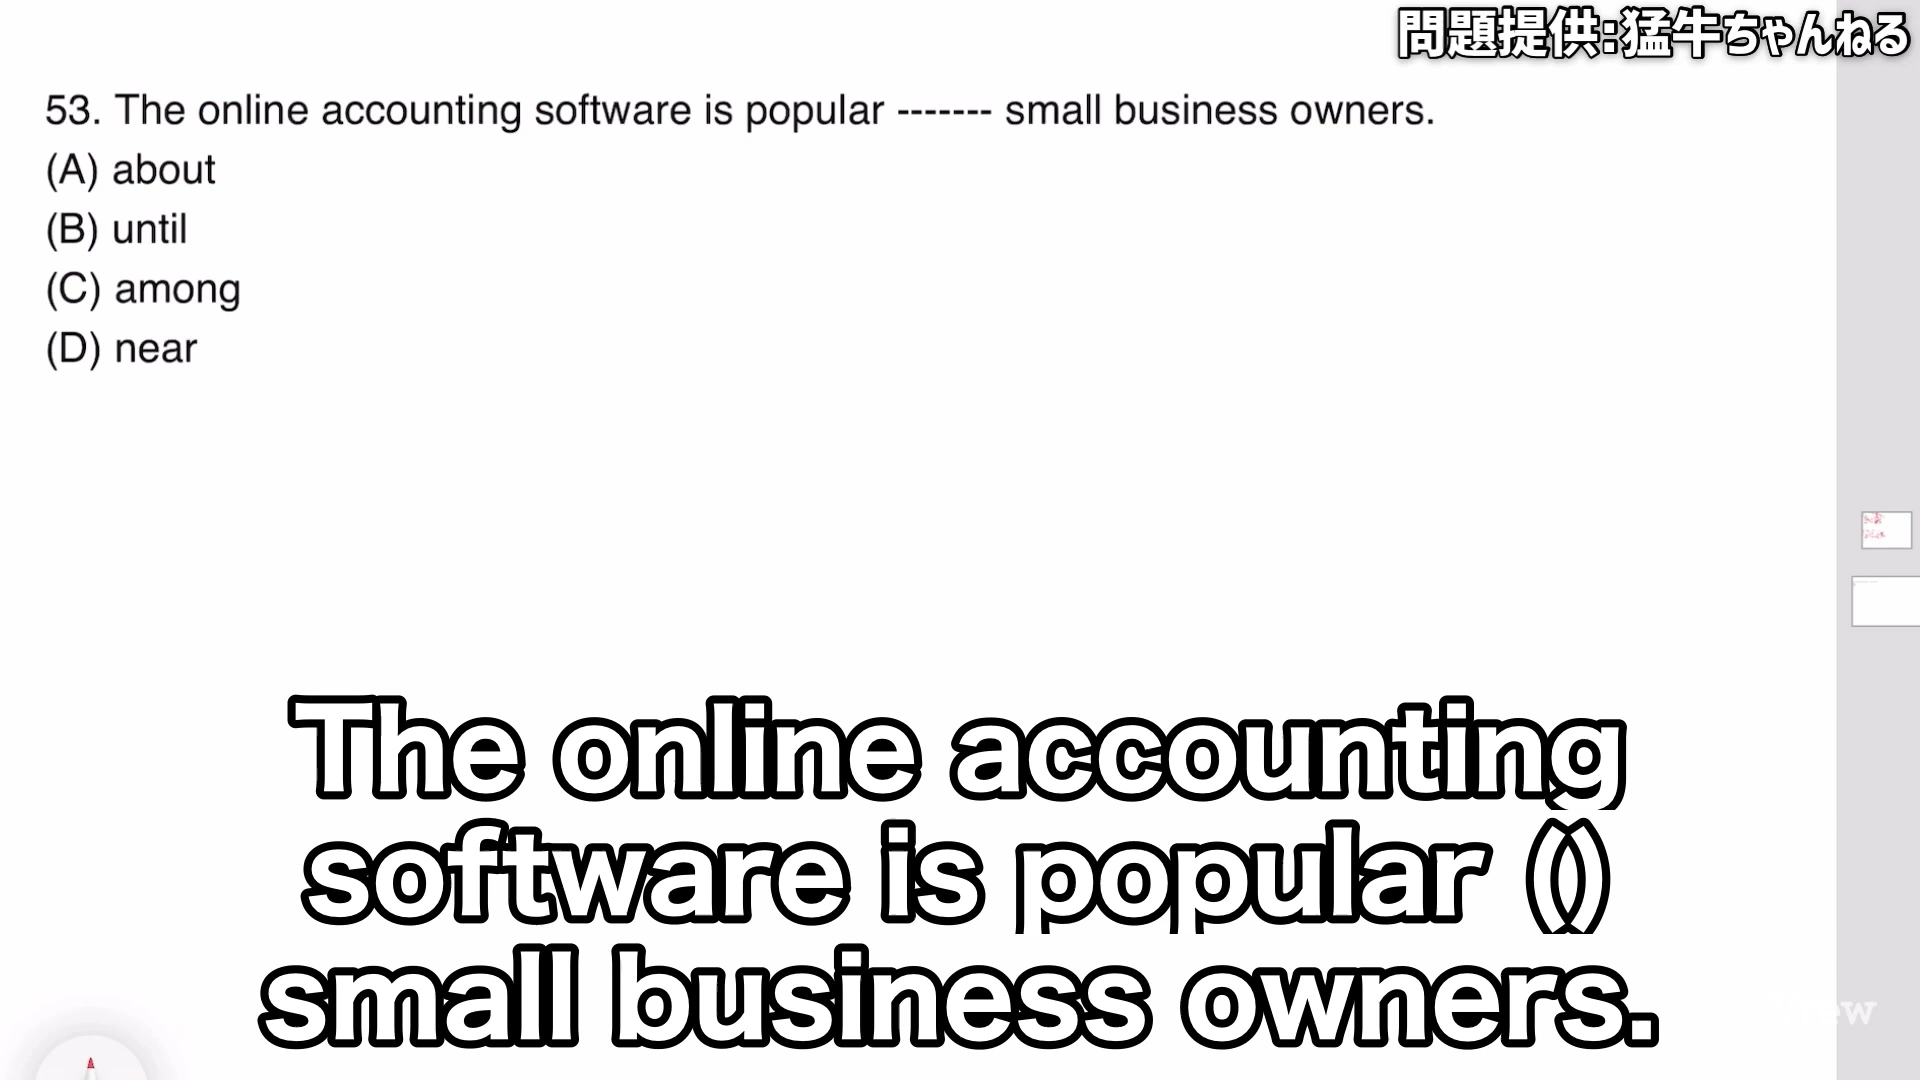 問題提供:猛牛ちゃんねる
53. The online accounting software is popular ------- small business owners.
(A) about
(B) until
(C) among
(D) near
The online accounting
software is popular ()
small business owners.